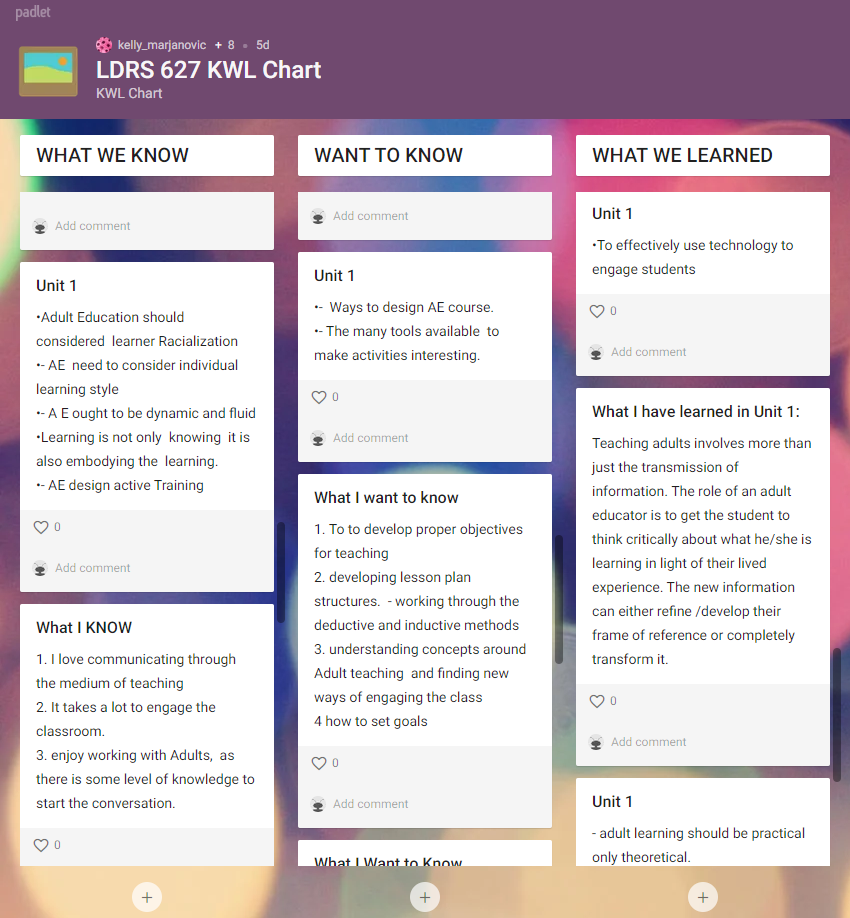 padlet
kelly_marjanovic + 8 • 5d
LDRS 627 KWL Chart
KWL Chart
WHAT WE KNOW
Add comment
Unit 1
•Adult Education should
considered learner Racialization
•- AE need to consider individual
learning style
•- A E ought to be dynamic and fluid
•Learning is not only knowing it is
also embodying the learning.
•- AE design active Training
0
Add comment
What I KNOW
1. I love communicating through
the medium of teaching
2. It takes a lot to engage the
classroom.
3. enjoy working with Adults, as
there is some level of knowledge to
start the conversation.
0
WANT TO KNOW
Add comment
Unit 1
•- Ways to design AE course.
•- The many tools available to
make activities interesting.
0
Add comment
What I want to know
1. To to develop proper objectives
for teaching
2. developing lesson plan
structures. - working through the
deductive and inductive methods
3. understanding concepts around
Adult teaching and finding new
ways of engaging the class
4 how to set goals
0
Add comment
What I Want to Know
WHAT WE LEARNED
Unit 1
•To effectively use technology to
engage students
0
Add comment
What I have learned in Unit 1:
Teaching adults involves more than
just the transmission of
information. The role of an adult
educator is to get the student to
think critically about what he/she is
learning in light of their lived
experience. The new information
can either refine /develop their
frame of reference or completely
transform it.
0
Add comment
Unit 1
- adult learning should be practical
only theoretical.